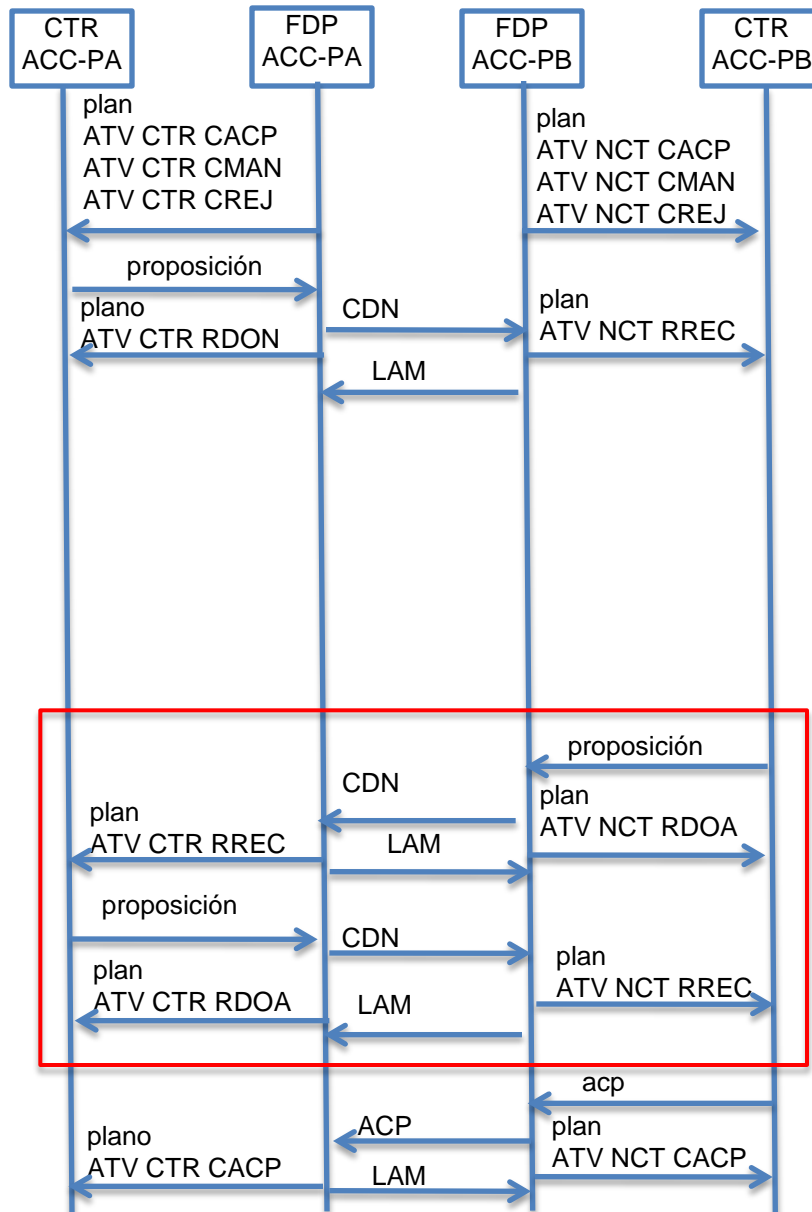 CTR
ACC-PA
FDP
ACC-PA
FDP
ACC-PB
CTR
ACC-PB
plan
ATV CTR CACP
ATV CTR CMAN
ATV CTR CREJ
plan
ATV NCT CACP
ATV NCT CMAN
ATV NCT CREJ
proposición
plano
ATV CTR RDON
CDN
plan
ATV NCT RREC
LAM
proposición
CDN
plan
ATV NCT RDOA
plan
ATV CTR RREC
LAM
proposición
CDN
plan
ATV NCT RREC
plan
ATV CTR RDOA
LAM
acp
ACP
plan
ATV NCT CACP
plano
ATV CTR CACP
LAM